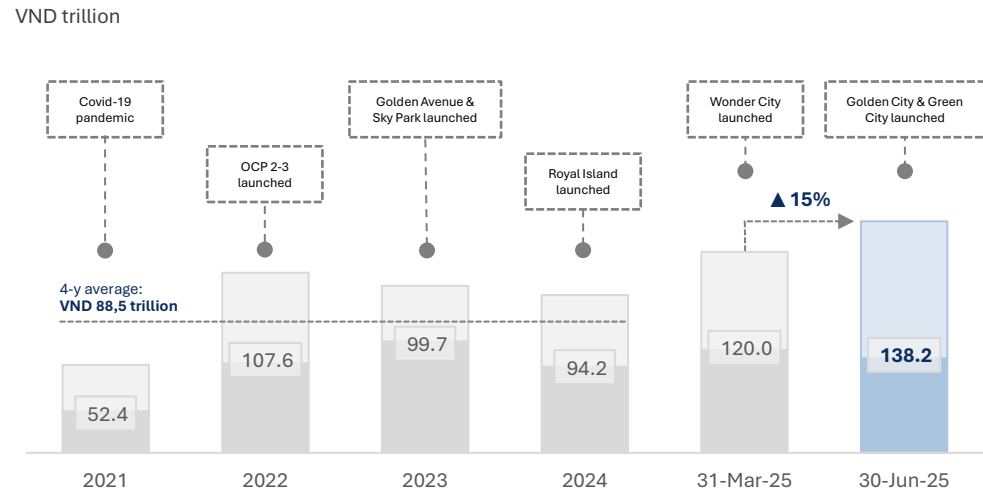 VND trillion
Covid-19
pandemic
OCP 2-3
launched
Golden Avenue &
Sky Park launched
Royal Island
launched
Wonder City
launched
Golden City & Green
City launched
▲ 15%
4-y average:
VND 88,5 trillion
52.4
107.6
99.7
94.2
120.0
138.2
2021
2022
2023
2024
31-Mar-25
30-Jun-25